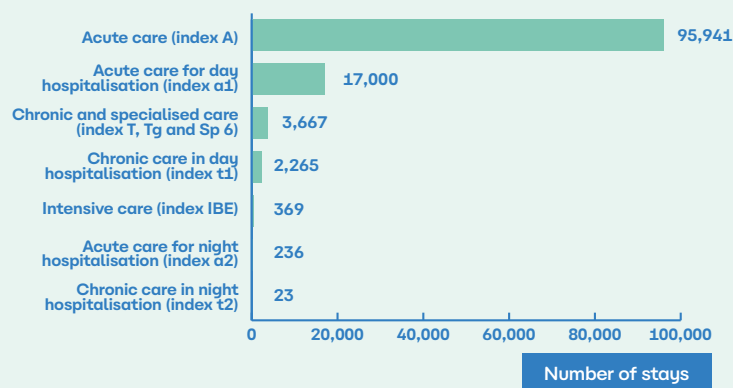 Acute care (index A)
95,941
Acute care for day
hospitalisation (index a1)
17,000
Chronic and specialised care
(index T, Tg and Sp 6)
3,667
Chronic care in day
hospitalisation (index t1)
2,265
Intensive care (index IBE)
369
Acute care for night
hospitalisation (index a2)
236
Chronic care in night
hospitalisation (index t2)
23
0 20,000 40,000 60,000 80,000 100,000
Number of stays